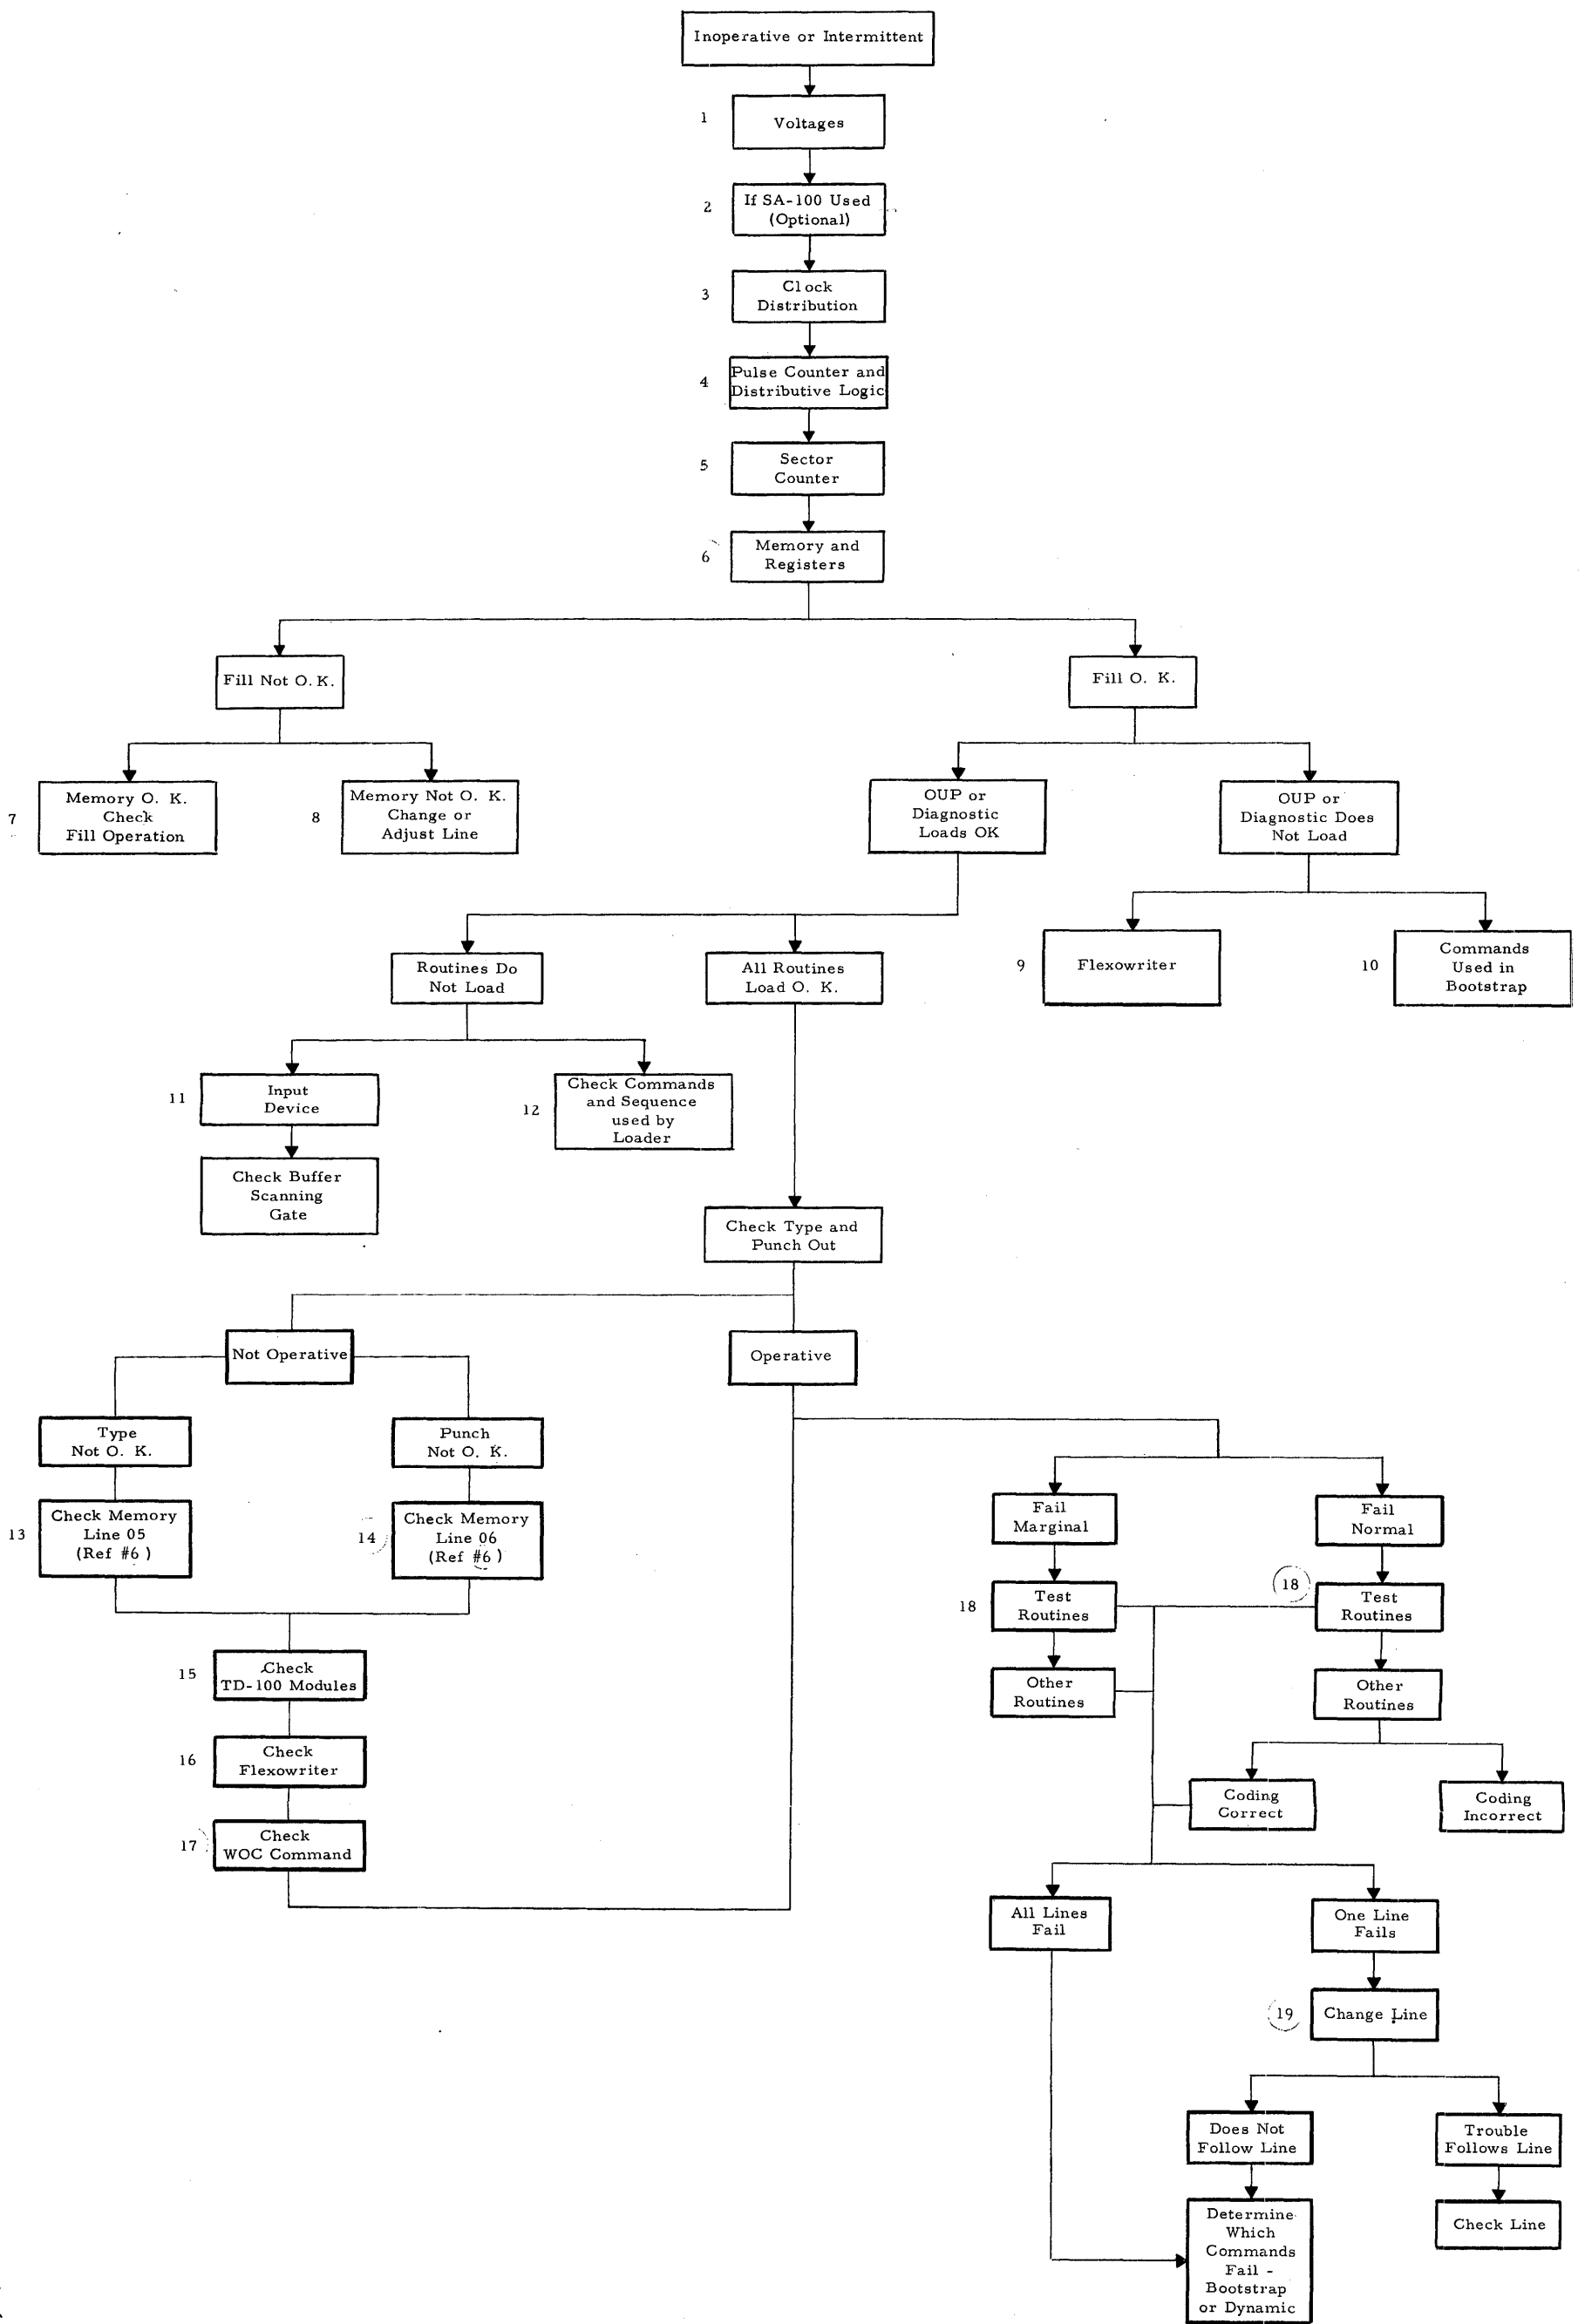 Inoperative or Intermittent
1
Voltages
2
If SA-100 Used
(Optional)
3
Clock
Distribution
4
Pulse Counter and
Distributive Logic
5
Sector
Counter
6
Memory and
Registers
Fill Not O.K.
Fill O. K.
7
Memory O. K.
Check
Fill Operation
8
Memory Not O. K.
Change or
Adjust Line
OUP or
Diagnostic
Loads OK
OUP or
Diagnostic Does
Not Load
Routines Do
Not Load
All Routines
Load O. K.
9
Flexowriter
10
Commands
Used in
Bootstrap
11
Input
Device
12
Check Commands
and Sequence
used by
Loader
Check Buffer
Scanning
Gate
Check Type and
Punch Out
Not Operative
Operative
Type
Not O. K.
Punch
Not O. K.
13
Check Memory
Line 05
(Ref #6 )
14
Check Memory
Line 06
(Ref #6 )
Fail
Marginal
Fail
Normal
18
Test
Routines
18
Test
Routines
15
Check
TD-100 Modules
Other
Routines
Other
Routines
16
Check
Flexowriter
Coding
Correct
Coding
Incorrect
17
Check
WOC Command
All Lines
Fail
One Line
Fails
19
Change Line
Does Not
Follow Line
Trouble
Follows Line
Determine
Which
Commands
Fail -
Bootstrap
or Dynamic
Check Line